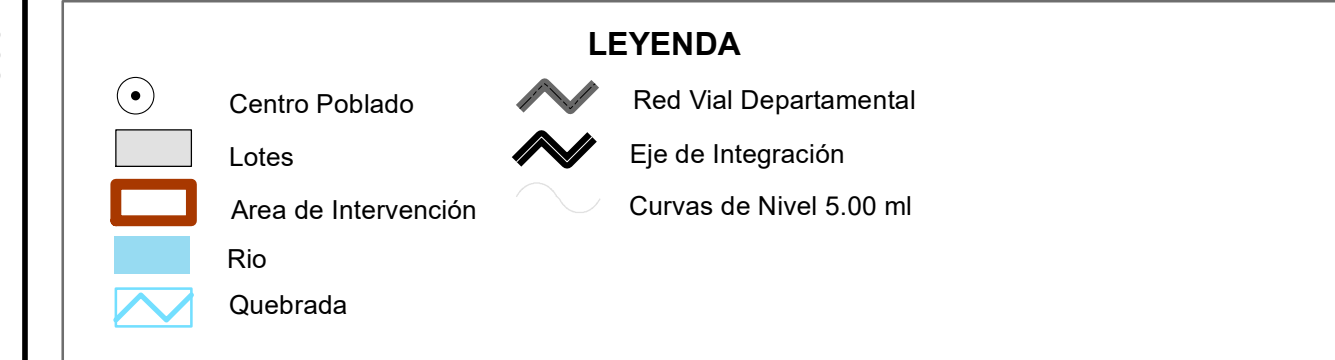 LEYENDA
Centro Poblado
Lotes
Area de Intervención
Rio
Quebrada
Red Vial Departamental
Eje de Integración
Curvas de Nivel 5.00 ml